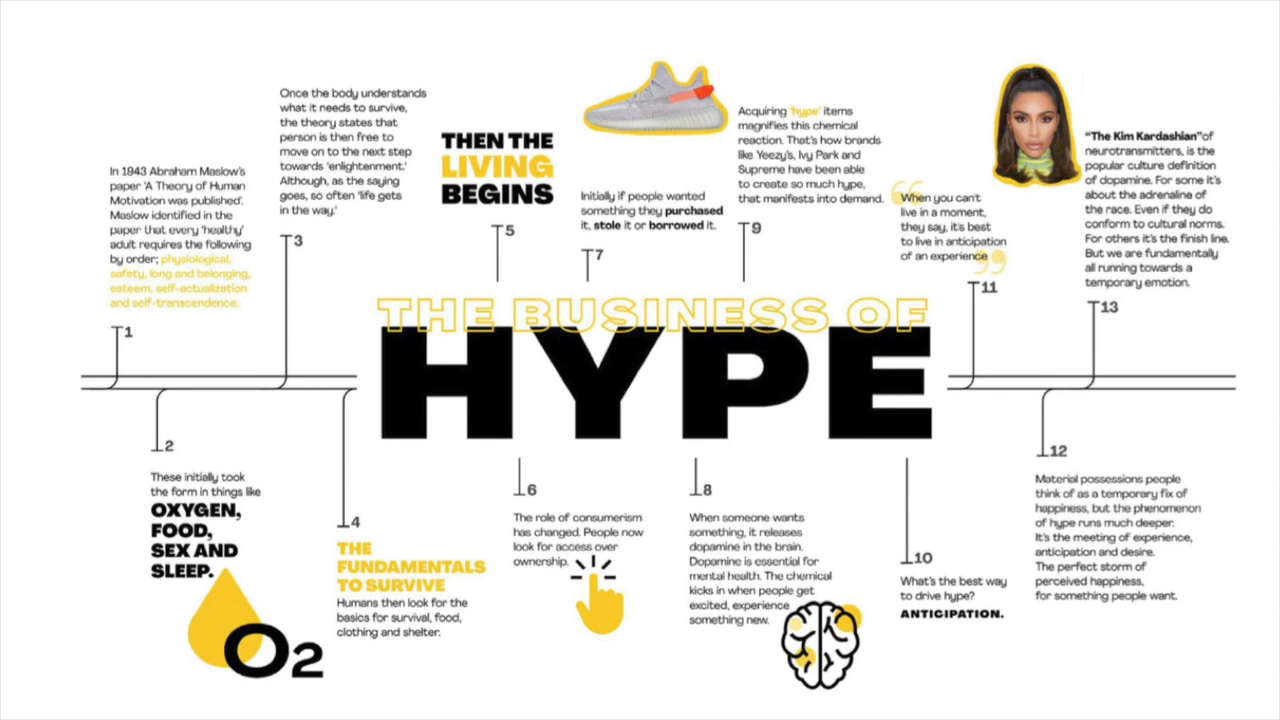 In 1943 Abraham Maslow's
paper 'A Theory of Human
Motivation was published'.
Maslow identified in the
paper that every 'healthy'
adult requires the following
by order; physiological,
safety, long and belonging,
esteem, self-actualization
and self-transcendence.
1
2
These initially took
the form in things like
OXYGEN,
FOOD,
SEX AND
SLEEP.
O2
Once the body understands
what it needs to survive,
the theory states that
person is then free to
move on to the next step
towards 'enlightenment.'
Although, as the saying
goes, so often 'life gets
in the way.'
3
4
THE
FUNDAMENTALS
TO SURVIVE
Humans then look for the
basics for survival, food,
clothing and shelter.
THEN THE
LIVING
BEGINS
5
THE BUSINESS OF
HYPE
6
The role of consumerism
has changed. People now
look for access over
ownership.
Initially if people wanted
something they purchased
it, stole it or borrowed it.
7
8
When someone wants
something, it releases
dopamine in the brain.
Dopamine is essential for
mental health. The chemical
kicks in when people get
excited, experience
something new.
Acquiring 'hype' items
magnifies this chemical
reaction. That's how brands
like Yeezy's, Ivy Park and
Supreme have been able
to create so much hype,
that manifests into demand.
9
10
What's the best way
to drive hype?
ANTICIPATION.
“When you can't
live in a moment,
they say, it's best
to live in anticipation
of an experience”
11
12
Material possessions people
think of as a temporary fix of
happiness, but the phenomenon
of hype runs much deeper.
It's the meeting of experience,
anticipation and desire.
The perfect storm of
perceived happiness,
for something people want.
“The Kim Kardashian”of
neurotransmitters, is the
popular culture definition
of dopamine. For some it's
about the adrenaline of
the race. Even if they do
conform to cultural norms.
For others it's the finish line.
But we are fundamentally
all running towards a
temporary emotion.
13